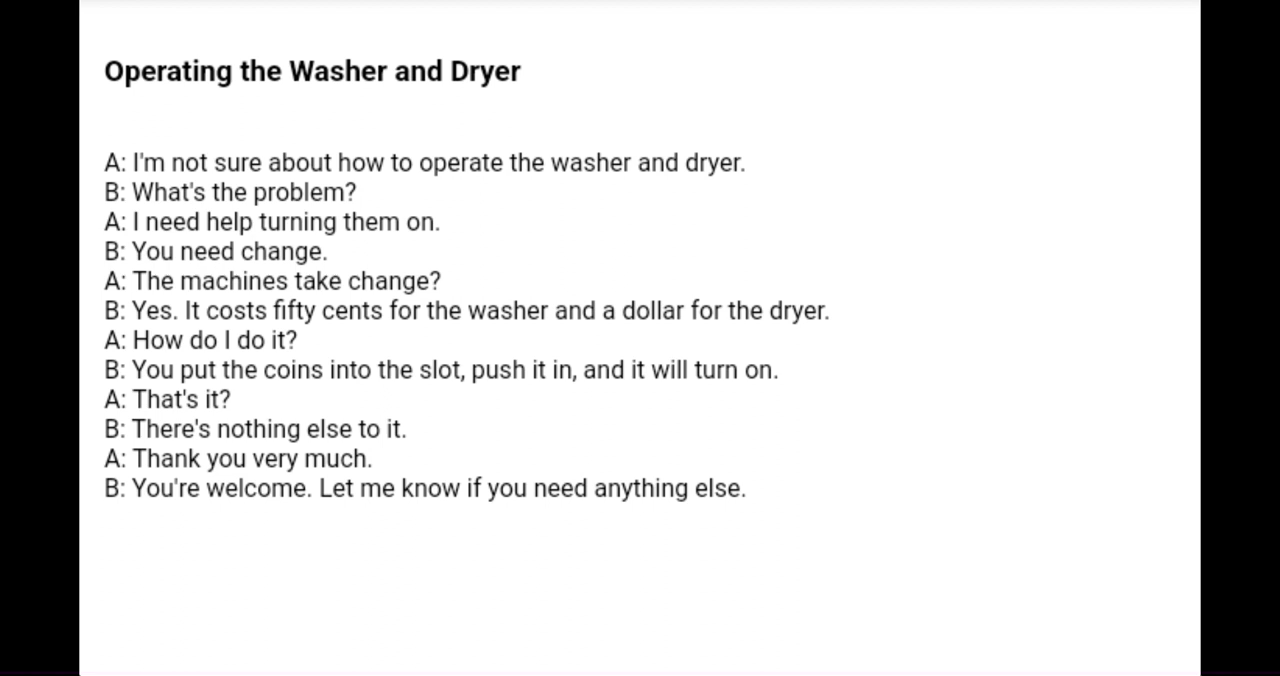 Operating the Washer and Dryer
A: I'm not sure about how to operate the washer and dryer.
B: What's the problem?
A: I need help turning them on.
B: You need change.
A: The machines take change?
B: Yes. It costs fifty cents for the washer and a dollar for the dryer.
A: How do I do it?
B: You put the coins into the slot, push it in, and it will turn on.
A: That's it?
B: There's nothing else to it.
A: Thank you very much.
B: You're welcome. Let me know if you need anything else.